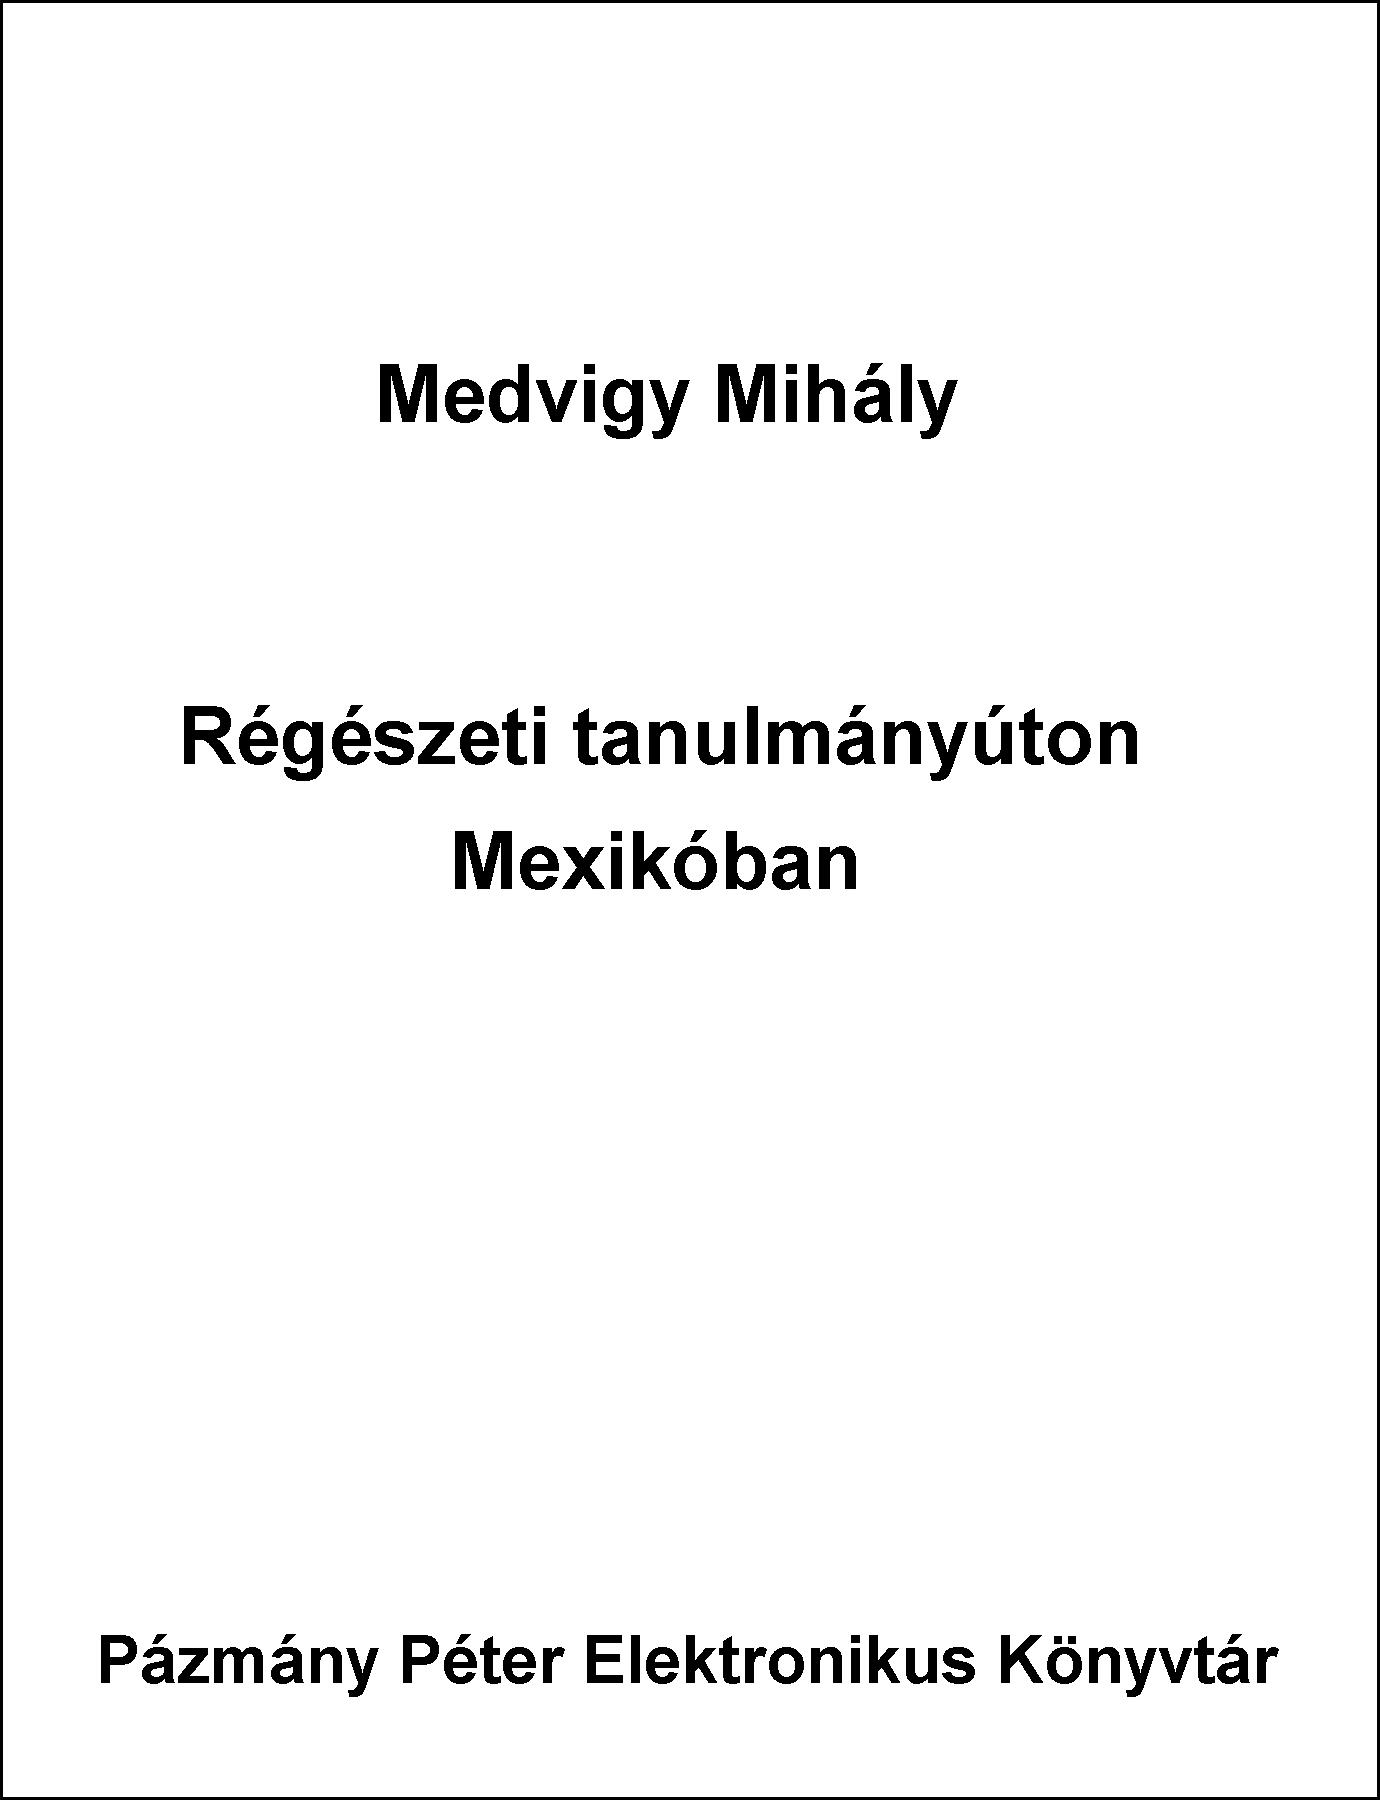 Medvigy Mihály
Régészeti tanulmányúton
Mexikóban
Pázmány Péter Elektronikus Könyvtár